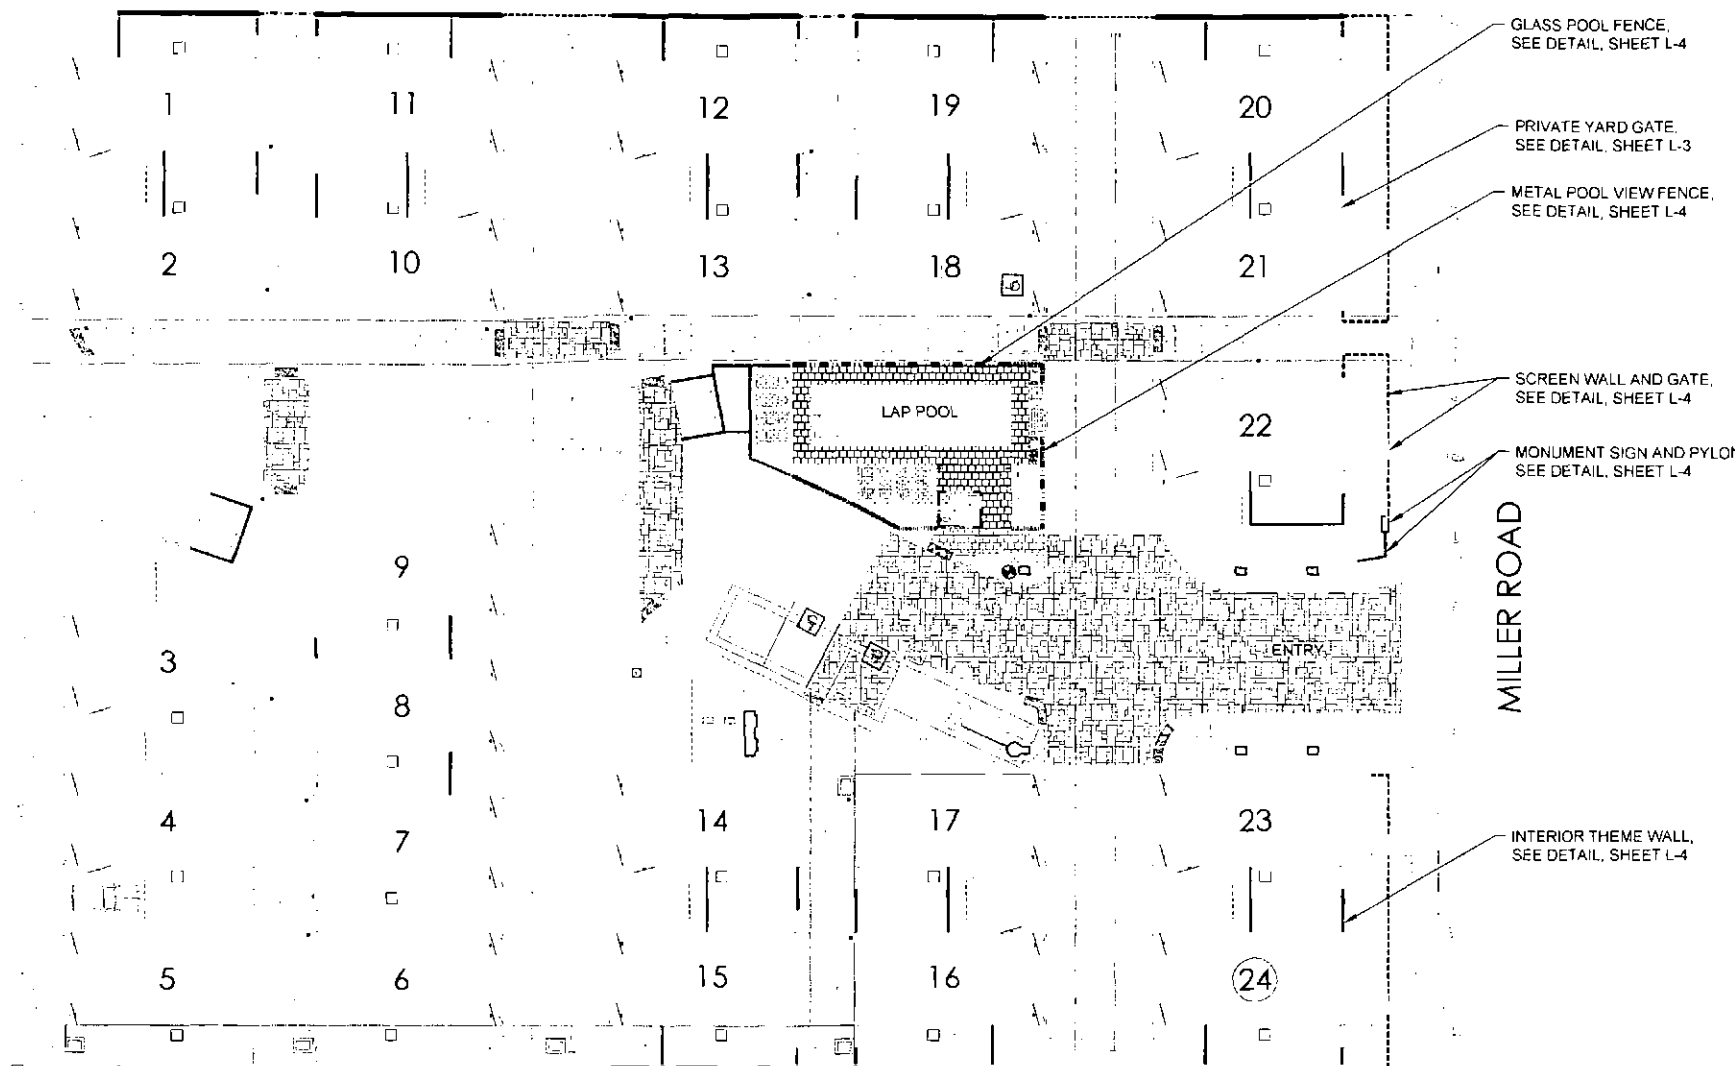 GLASS POOL FENCE,
SEE DETAIL, SHEET L-4
1
11
12
19
20
PRIVATE YARD GATE,
SEE DETAIL, SHEET L-3
METAL POOL VIEW FENCE,
SEE DETAIL, SHEET L-4
2
10
13
18
21
LAP POOL
22
SCREEN WALL AND GATE,
SEE DETAIL, SHEET L-4
MONUMENT SIGN AND PYLON
SEE DETAIL, SHEET L-4
MILLER ROAD
9
ENTRY
3
8
4
7
14
17
23
INTERIOR THEME WALL,
SEE DETAIL, SHEET L-4
5
6
15
16
24